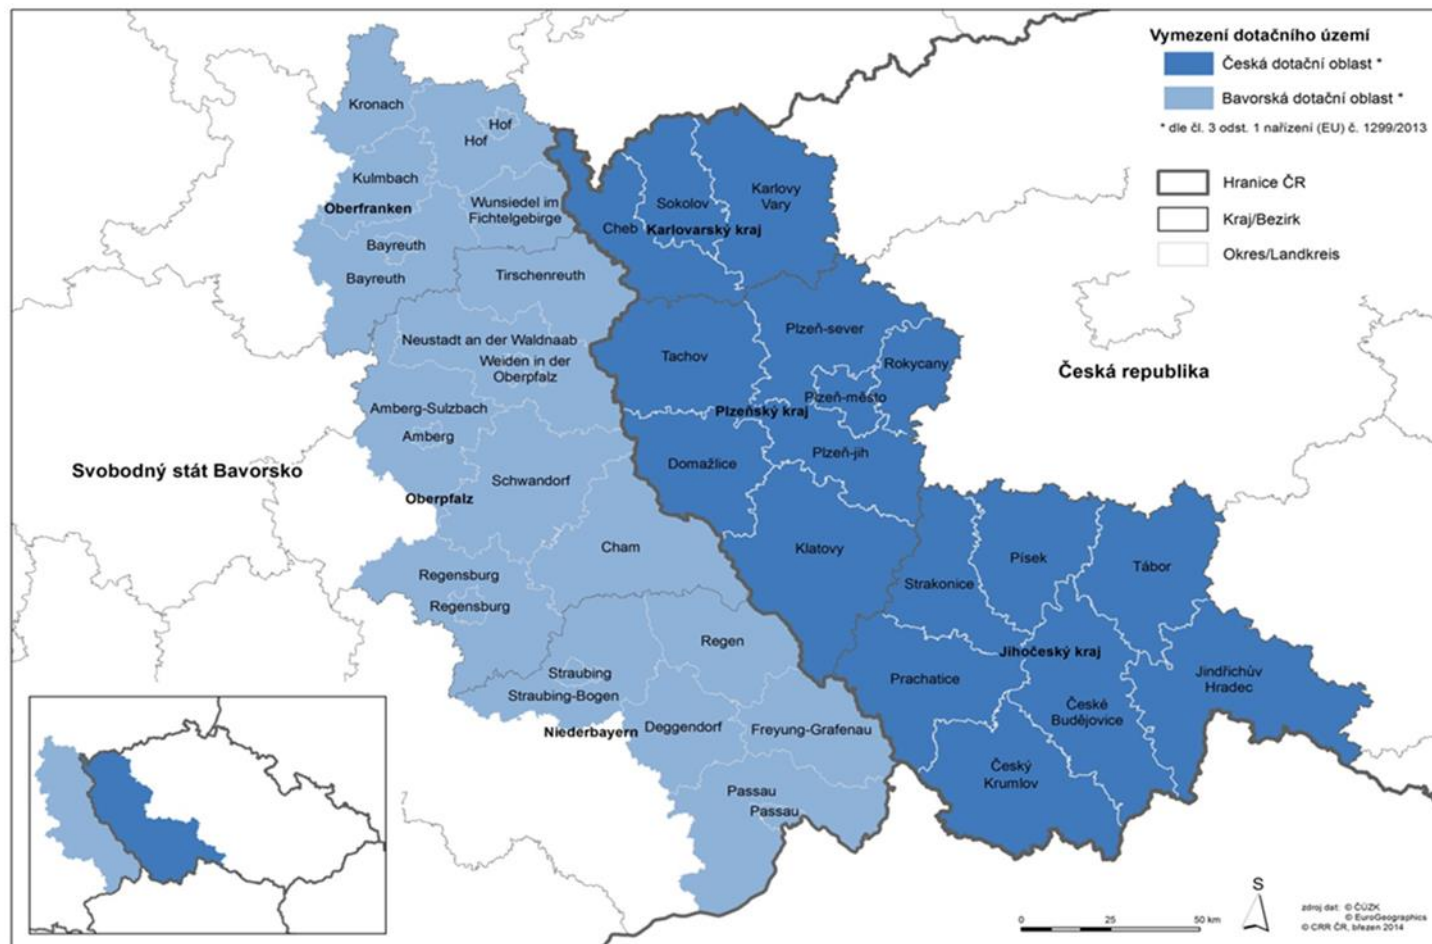 Vymezení dotačního území
Česká dotační oblast *
Bavorská dotační oblast *
* dle čl. 3 odst. 1 nařízení (EU) č. 1299/2013
Hranice ČR
Kraj/Bezirk
Okres/Landkreis
Kronach
Hof
Hof
Kulmbach
Oberfranken
Wunsiedel im
Fichtelgebirge
Bayreuth
Bayreuth
Tirschenreuth
Neustadt an der Waldnaab
Weiden in der
Oberpfalz
Amberg-Sulzbach
Amberg
Schwandorf
Oberpfalz
Svobodný stát Bavorsko
Cham
Regensburg
Regensburg
Regen
Straubing
Straubing-Bogen
Niederbayern
Deggendorf
Freyung-Grafenau
Passau
Passau
Cheb
Sokolov
Karlovy
Vary
Karlovarský kraj
Tachov
Plzeň-sever
Rokycany
Plzeň-město
Plzeňský kraj
Domažlice
Plzeň-jih
Klatovy
Česká republika
Strakonice
Písek
Tábor
Jihočeský kraj
Prachatice
České
Budějovice
Jindřichův
Hradec
Český
Krumlov
0 25 50 km
S
zdroj dat: © ČÚZK
© EuroGeographics
© CRR ČR, březen 2014